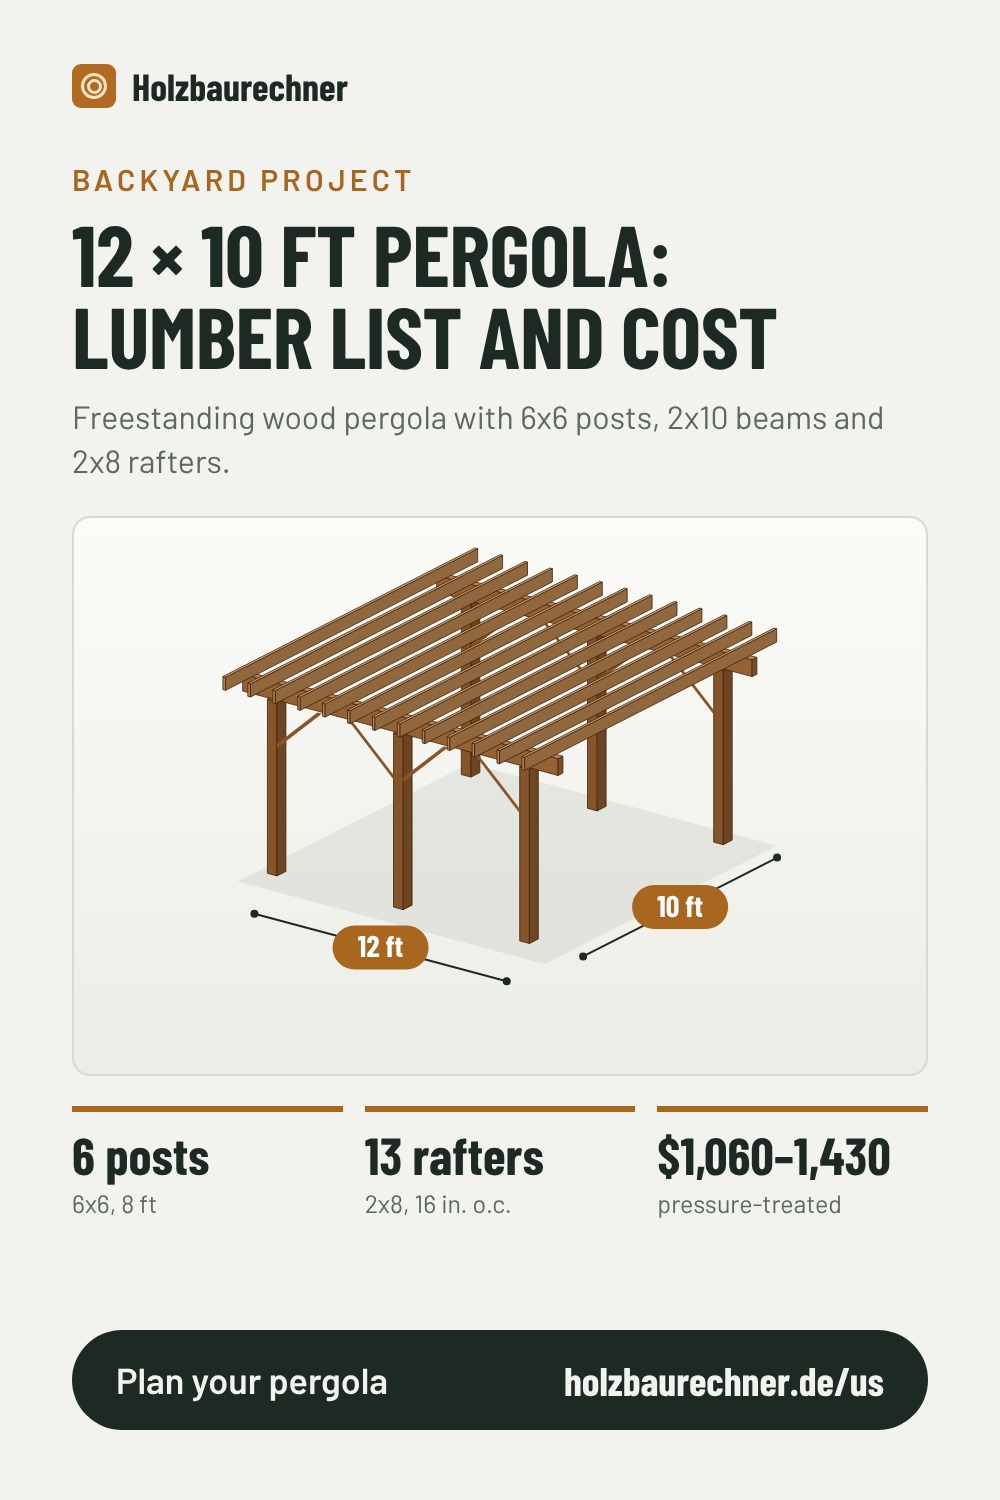 Holzbaurechner
BACKYARD PROJECT
12 × 10 FT PERGOLA:
LUMBER LIST AND COST
Freestanding wood pergola with 6x6 posts, 2x10 beams and
2x8 rafters.
10 ft
12 ft
6 posts
6x6, 8 ft
13 rafters
2x8, 16 in. o.c.
$1,060–1,430
pressure-treated
Plan your pergola
holzbaurechner.de/us